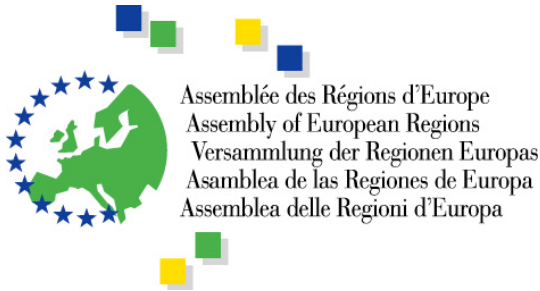 Assemblée des Régions d'Europe
Assembly of European Regions
Versammlung der Regionen Europas
Asamblea de las Regiones de Europa
Assemblea delle Regioni d'Europa